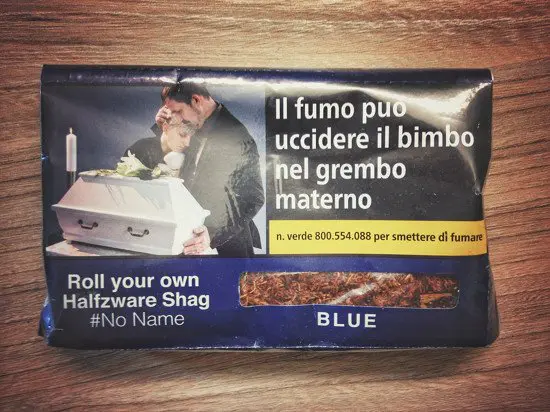 Il fumo può
uccidere il bimbo
nel grembo
materno
n. verde 800.554.088 per smettere di fumare
Roll your own
Halfzware Shag
#No Name
BLUE